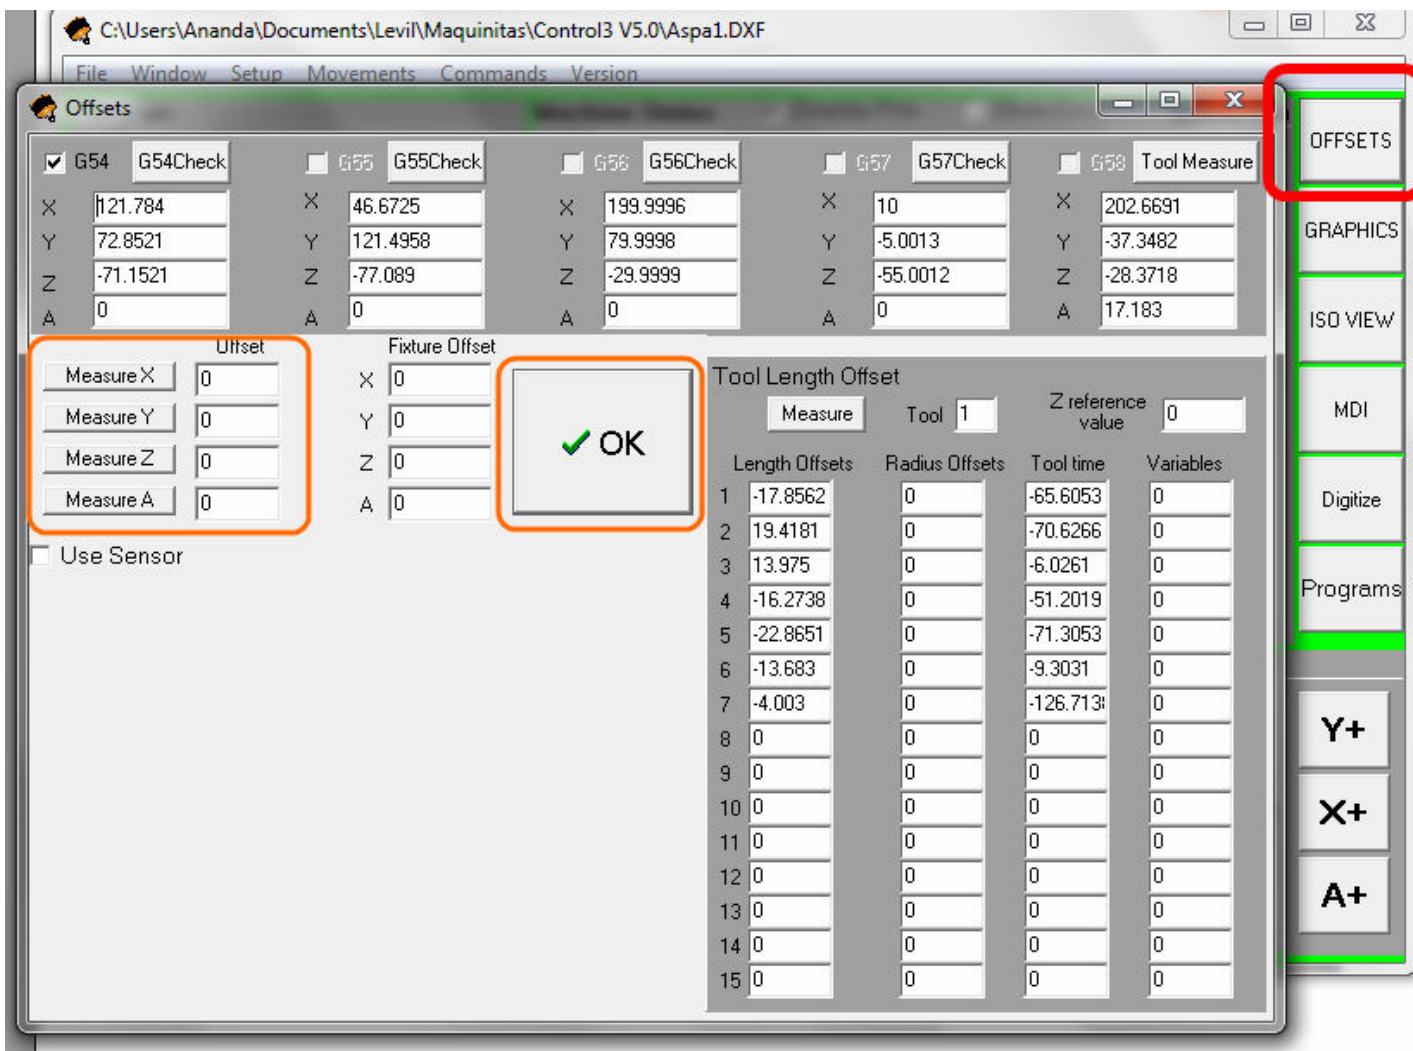 C:\Users\Ananda\Documents\Levil\Maquinitas\Control3 V5.0\Aspa1.DXF
File Window Setup Movements Commands Version
Offsets
G54 G54Check G55 G55Check G56 G56Check G57 G57Check G58 Tool Measure
X 121.784 X 46.6725 X 199.9996 X 10 X 202.6691
Y 72.8521 Y 121.4958 Y 79.9998 Y -5.0013 Y -37.3482
Z -71.1521 Z -77.089 Z -29.9999 Z -55.0012 Z -28.3718
A 0 A 0 A 0 A 0 A 17.183
Offset Fixture Offset
Measure X 0 X 0
Measure Y 0 Y 0
Measure Z 0 Z 0
Measure A 0 A 0
OK
Use Sensor
Tool Length Offset
Measure Tool 1 Z reference value 0
Length Offsets Radius Offsets Tool time Variables
1 -17.8562 0 -65.6053 0
2 19.4181 0 -70.6266 0
3 13.975 0 -6.0261 0
4 -16.2738 0 -51.2019 0
5 -22.8651 0 -71.3053 0
6 -13.683 0 -9.3031 0
7 -4.003 0 -126.713 0
8 0 0 0 0
9 0 0 0 0
10 0 0 0 0
11 0 0 0 0
12 0 0 0 0
13 0 0 0 0
14 0 0 0 0
15 0 0 0 0
OFFSETS
GRAPHICS
ISO VIEW
MDI
Digitize
Programs
Y+
X+
A+